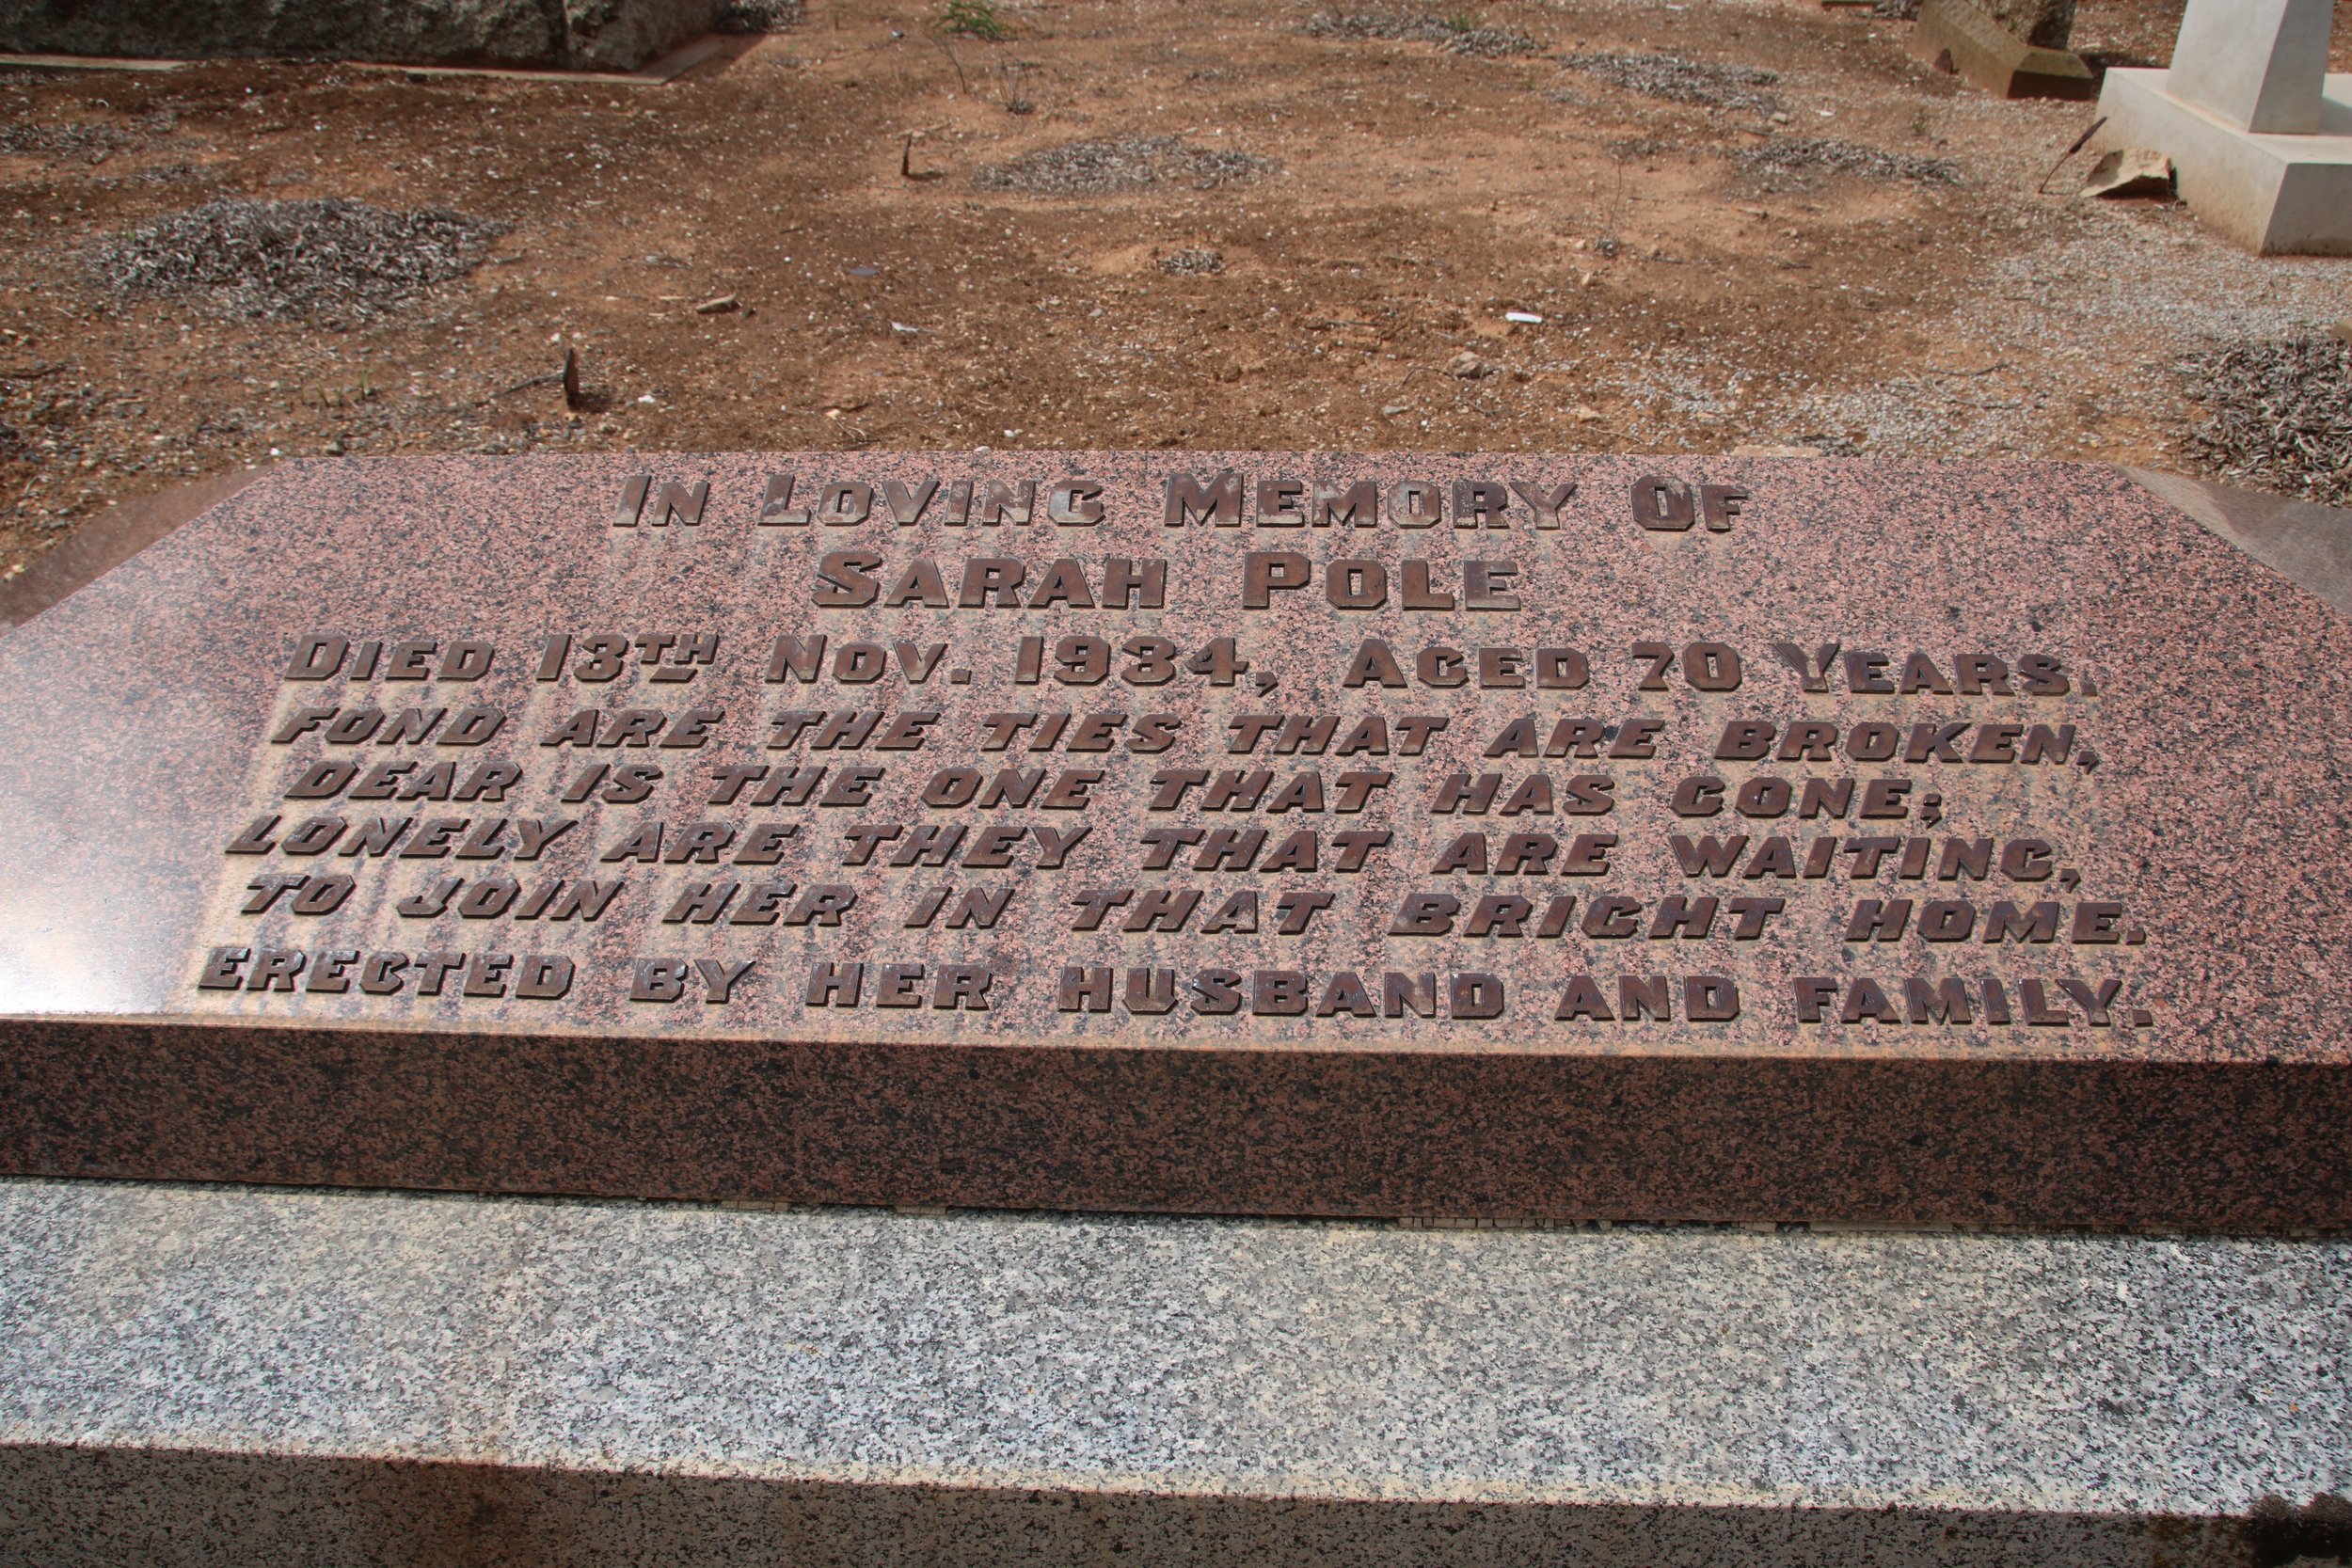 IN LOVING MEMORY OF
SARAH POLE
DIED 13TH NOV. 1934, AGED 70 YEARS.
FOND ARE THE TIES THAT ARE BROKEN,
DEAR IS THE ONE THAT HAS GONE;
LONELY ARE THEY THAT ARE WAITING,
TO JOIN HER IN THAT BRIGHT HOME.
ERECTED BY HER HUSBAND AND FAMILY.